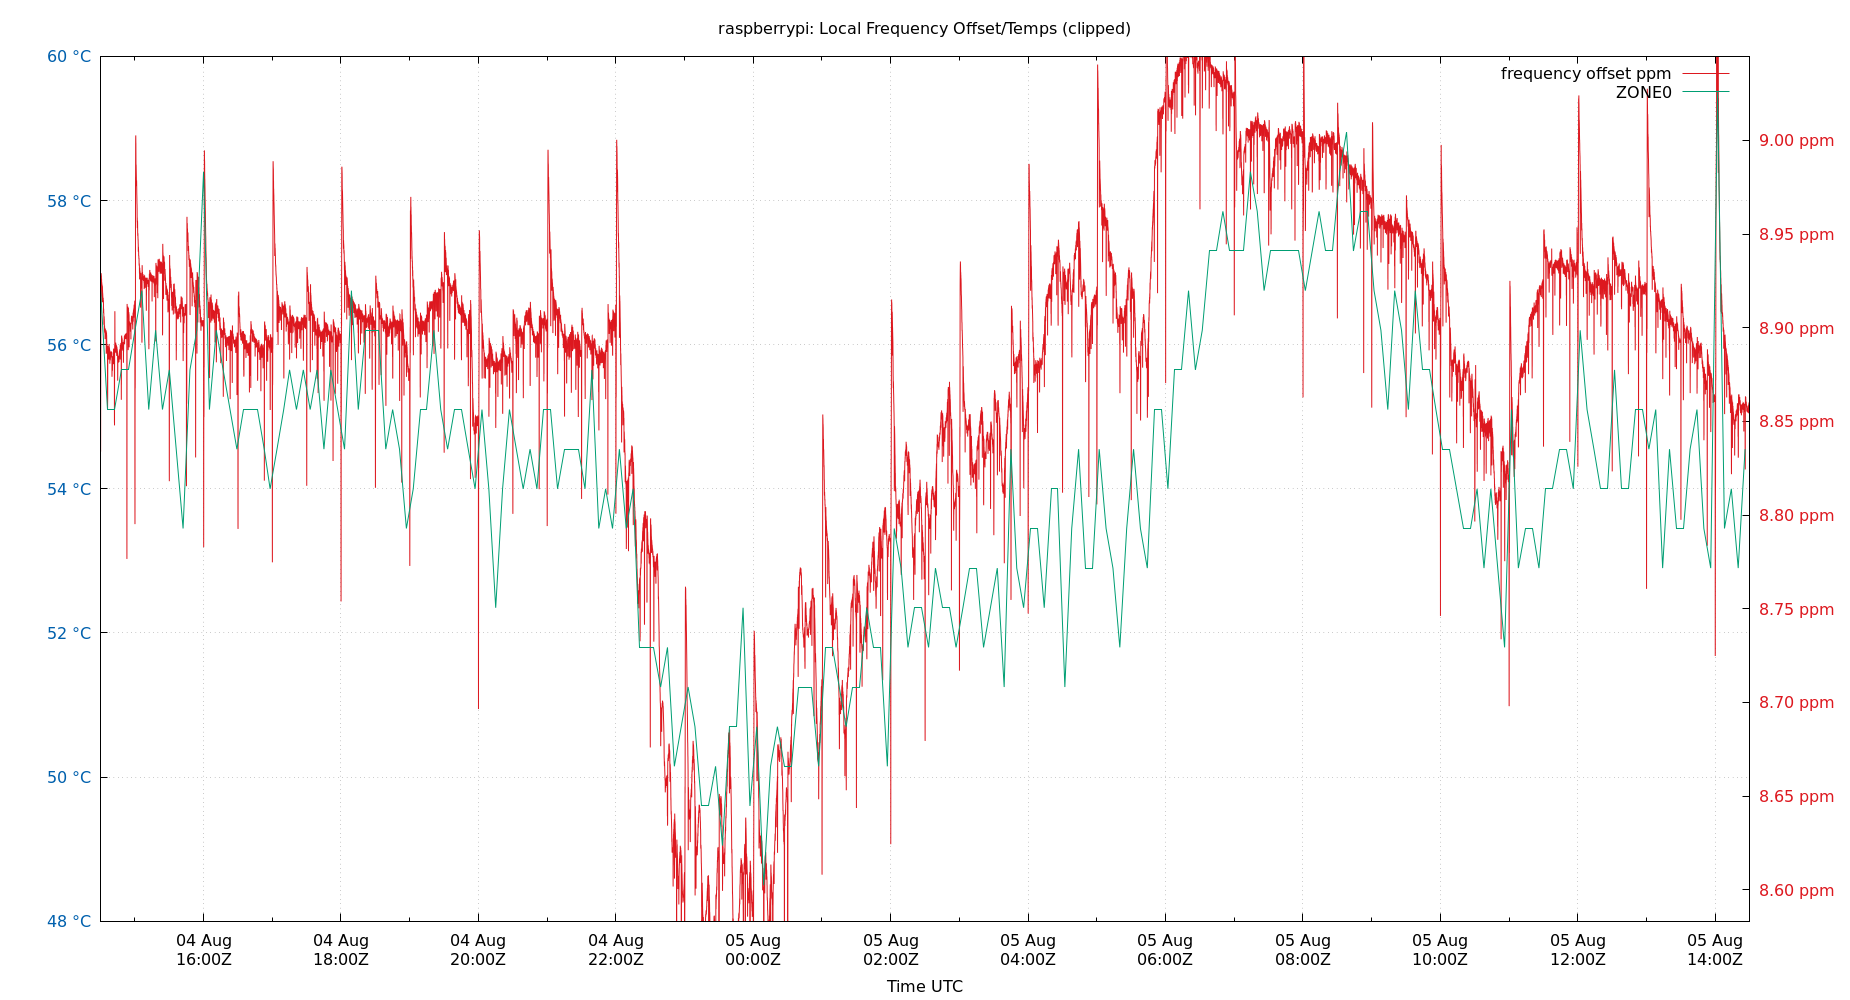 raspberrypi: Local Frequency Offset/Temps (clipped)
60 °C
58 °C
56 °C
54 °C
52 °C
50 °C
48 °C
frequency offset ppm
ZONE0
9.00 ppm
8.95 ppm
8.90 ppm
8.85 ppm
8.80 ppm
8.75 ppm
8.70 ppm
8.65 ppm
8.60 ppm
04 Aug
16:00Z
04 Aug
18:00Z
04 Aug
20:00Z
04 Aug
22:00Z
05 Aug
00:00Z
05 Aug
02:00Z
05 Aug
04:00Z
05 Aug
06:00Z
05 Aug
08:00Z
05 Aug
10:00Z
05 Aug
12:00Z
05 Aug
14:00Z
Time UTC